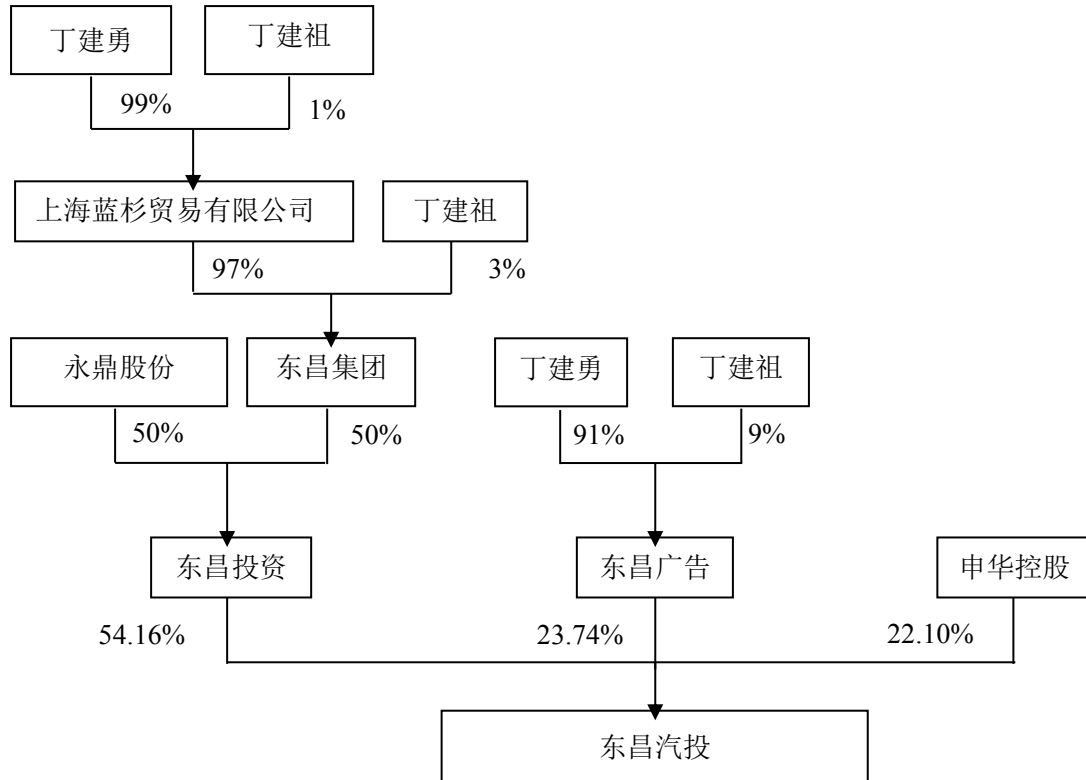 丁建勇
丁建祖
99%
1%
上海蓝杉贸易有限公司
丁建祖
97%
3%
永鼎股份
东昌集团
丁建勇
丁建祖
50%
50%
91%
9%
东昌投资
东昌广告
申华控股
54.16%
23.74%
22.10%
东昌汽投